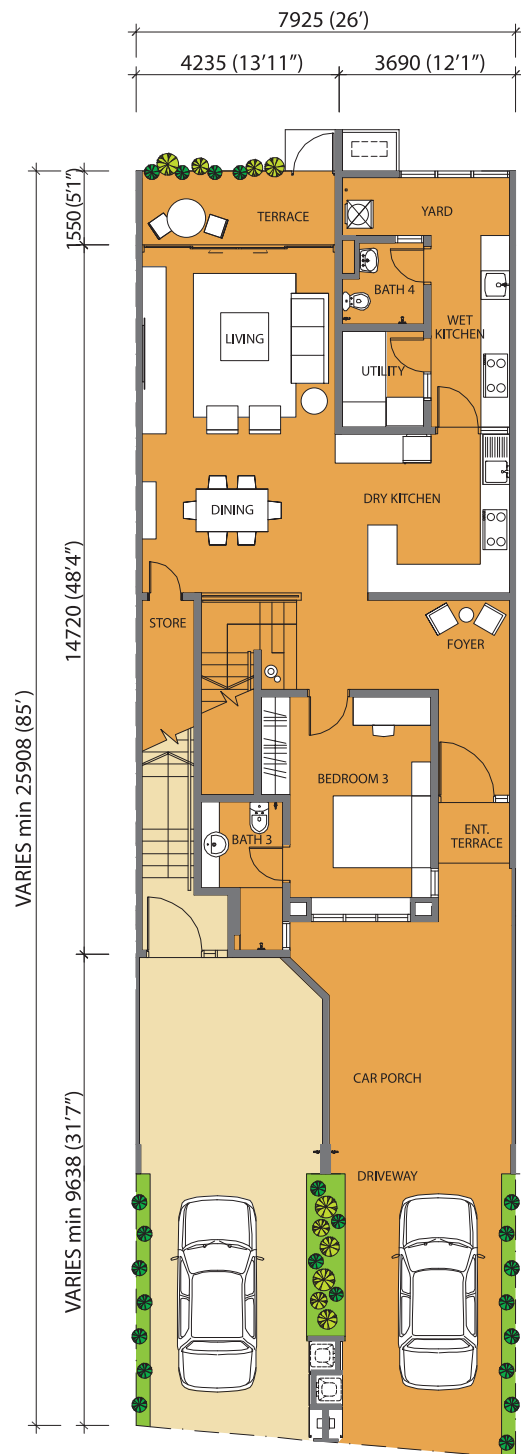 7925 (26’)
4235 (13’11”)
3690 (12’1”)
1550 (5’1”)
14720 (48’4”)
VARIES min 25908 (85’)
VARIES min 9638 (31’7”)
TERRACE
YARD
BATH 4
WET
KITCHEN
LIVING
UTILITY
DINING
DRY KITCHEN
STORE
FOYER
BEDROOM 3
BATH 3
ENT.
TERRACE
CAR PORCH
DRIVEWAY